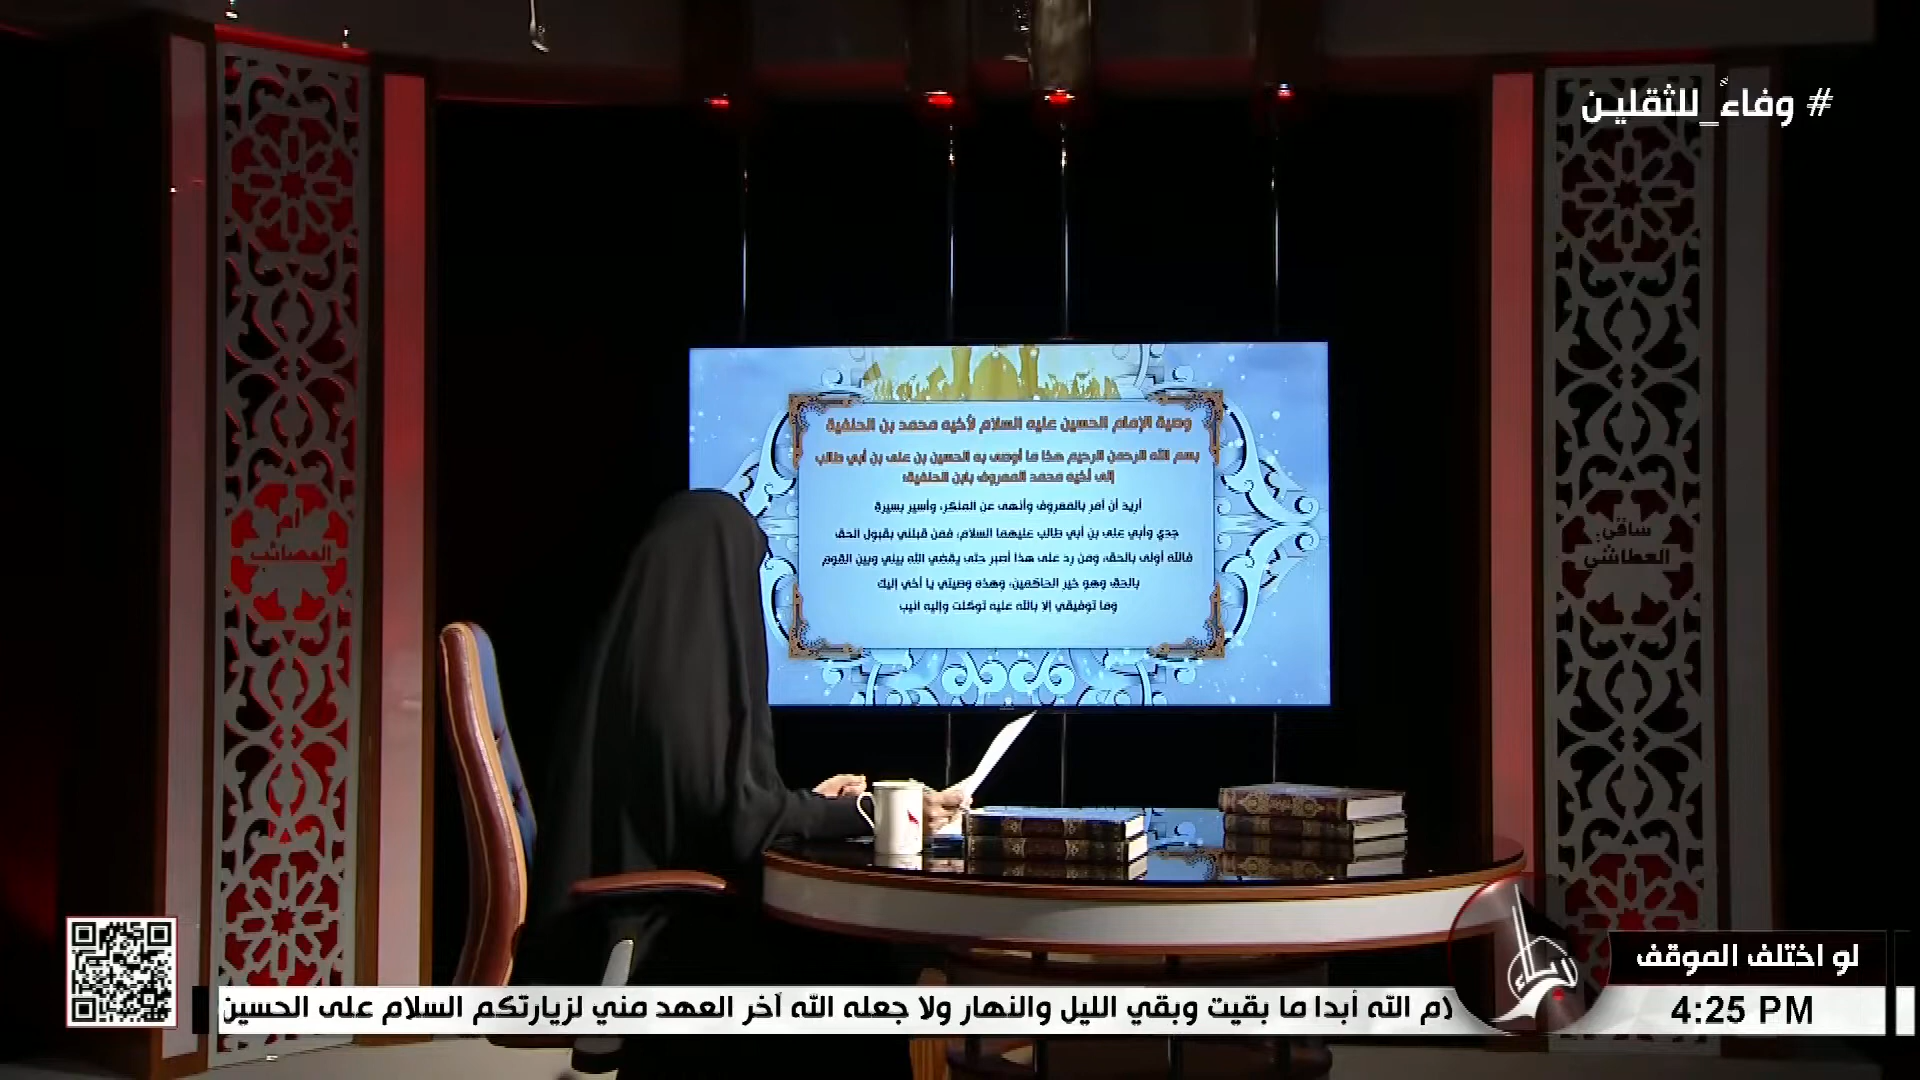 # وفاءً_للثقلين
وصية الإمام الحسين عليه السلام لأخيه محمد بن الحنفية
بسم الله الرحمن الرحيم هذا ما أوصى به الحسين بن علي بن أبي طالب
إلى أخيه محمد المعروف بابن الحنفية:
أريد أن آمر بالمعروف وأنهى عن المنكر، وأسير بسيرة
جدي وأبي علي بن أبي طالب عليهما السلام، فمن قبلني بقبول الحق
فالله أولى بالحق، ومن رد علي هذا أصبر حتى يقضي الله بيني وبين القوم
بالحق وهو خير الحاكمين، وهذه وصيتي يا أخي إليك
وما توفيقي إلا بالله عليه توكلت وإليه أنيب
أم
المصائب
ساقي
العطاشى
لو اختلف الموقف
4:25 PM
لام الله أبدا ما بقيت وبقي الليل والنهار ولا جعله الله آخر العهد مني لزيارتكم السلام على الحسين